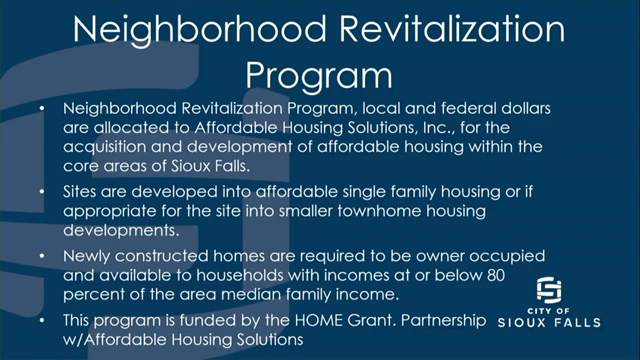 Neighborhood Revitalization
Program
• Neighborhood Revitalization Program, local and federal dollars
are allocated to Affordable Housing Solutions, Inc., for the
acquisition and development of affordable housing within the
core areas of Sioux Falls.
• Sites are developed into affordable single family housing or if
appropriate for the site into smaller townhome housing
developments.
• Newly constructed homes are required to be owner occupied
and available to households with incomes at or below 80
percent of the area median family income.
• This program is funded by the HOME Grant. Partnership
w/Affordable Housing Solutions
CITY OF
SIOUX FALLS